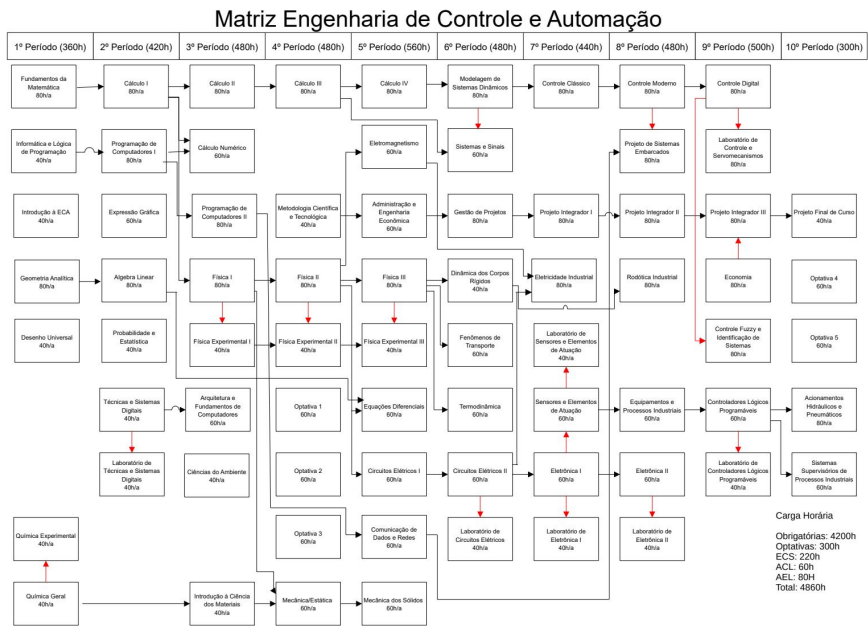 Matriz Engenharia de Controle e Automação
1º Período (360h)
2º Período (420h)
3º Período (480h)
4º Período (480h)
5º Período (560h)
6º Período (480h)
7º Período (440h)
8º Período (480h)
9º Período (500h)
10º Período (300h)
Fundamentos da
Matemática
80h/a
Cálculo I
80h/a
Cálculo II
80h/a
Cálculo III
80h/a
Cálculo IV
80h/a
Modelagem de
Sistemas Dinâmicos
80h/a
Controle Clássico
80h/a
Controle Moderno
80h/a
Controle Digital
80h/a
Informática e Lógica
de Programação
40h/a
Programação de
Computadores I
80h/a
Cálculo Numérico
60h/a
Eletromagnetismo
60h/a
Sistemas e Sinais
60h/a
Projeto de Sistemas
Embarcados
80h/a
Laboratório de
Controle e
Servomecanismos
80h/a
Introdução à ECA
40h/a
Expressão Gráfica
60h/a
Programação de
Computadores II
80h/a
Metodologia Científica
e Tecnológica
40h/a
Administração e
Engenharia
Econômica
60h/a
Gestão de Projetos
80h/a
Projeto Integrador I
80h/a
Projeto Integrador II
80h/a
Projeto Integrador III
80h/a
Projeto Final de Curso
40h/a
Geometria Analítica
80h/a
Algebra Linear
80h/a
Física I
80h/a
Física II
80h/a
Física III
80h/a
Dinâmica dos Corpos
Rígidos
40h/a
Eletricidade Industrial
80h/a
Rodótica Industrial
80h/a
Economia
80h/a
Optativa 4
60h/a
Desenho Universal
40h/a
Probabilidade e
Estatística
40h/a
Física Experimental I
40h/a
Física Experimental II
40h/a
Física Experimental III
40h/a
Fenômenos de
Transporte
60h/a
Laboratório de
Sensores e Elementos
de Atuação
40h/a
Controle Fuzzy e
Identificação de
Sistemas
80h/a
Optativa 5
60h/a
Técnicas e Sistemas
Digitais
40h/a
Arquitetura e
Fundamentos de
Computadores
60h/a
Optativa 1
60h/a
Equações Diferenciais
60h/a
Termodinâmica
60h/a
Sensores e Elementos
de Atuação
60h/a
Equipamentos e
Processos Industriais
60h/a
Controladores Lógicos
Programáveis
60h/a
Acionamentos
Hidráulicos e
Pneumáticos
80h/a
Laboratório de
Técnicas e Sistemas
Digitais
40h/a
Ciências do Ambiente
40h/a
Optativa 2
60h/a
Circuitos Elétricos I
60h/a
Circuitos Elétricos II
60h/a
Eletrônica I
60h/a
Eletrônica II
60h/a
Laboratório de
Controladores Lógicos
Programáveis
40h/a
Sistemas
Supervisórios de
Processos Industriais
60h/a
Química Experimental
40h/a
Optativa 3
60h/a
Comunicação de
Dados e Redes
60h/a
Laboratório de
Circuitos Elétricos
40h/a
Laboratório de
Eletrônica I
40h/a
Laboratório de
Eletrônica II
40h/a
Química Geral
40h/a
Introdução à Ciência
dos Materiais
40h/a
Mecânica/Estática
60h/a
Mecânica dos Sólidos
60h/a
Carga Horária
Obrigatórias: 4200h
Optativas: 300h
ECS: 220h
ACL: 60h
AEL: 80H
Total: 4860h